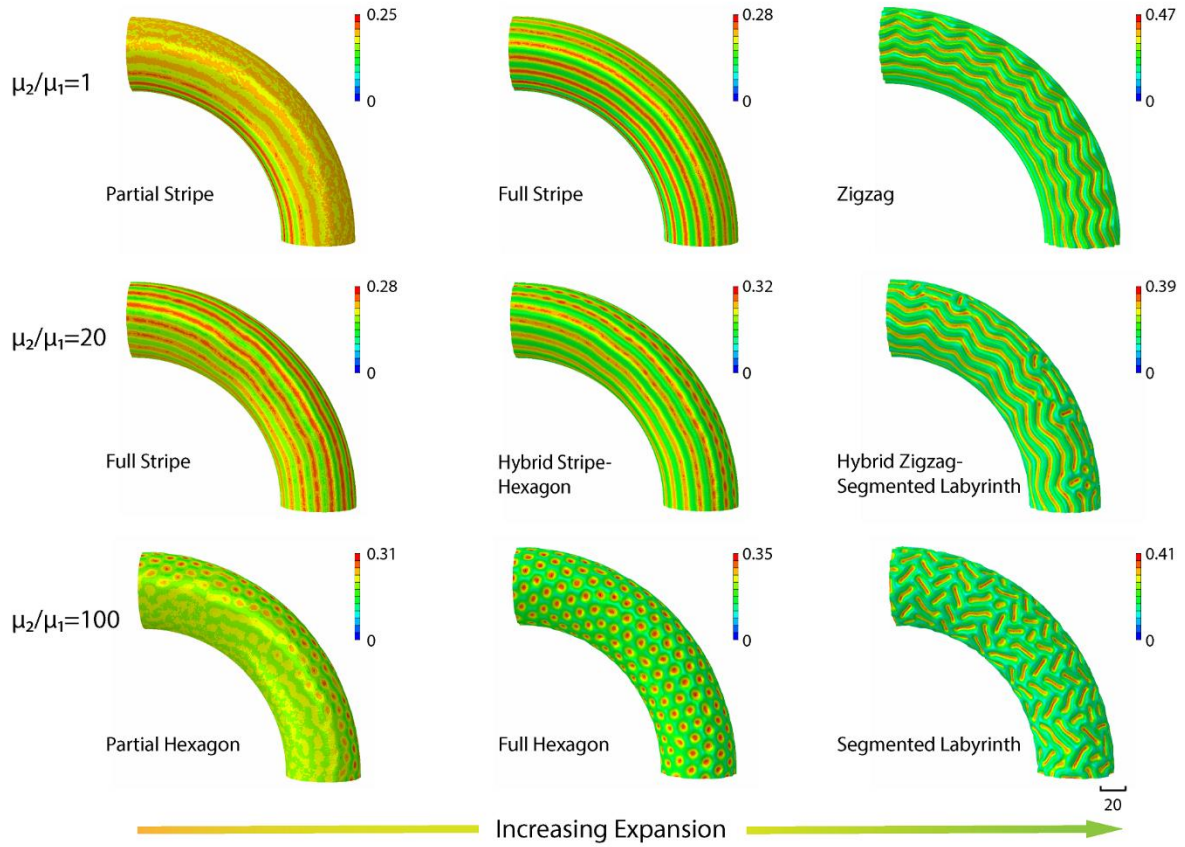 0.25
0.28
0.47
μ₂/μ₁=1
0
0
0
Partial Stripe
Full Stripe
Zigzag
0.28
0.32
0.39
μ₂/μ₁=20
0
0
0
Full Stripe
Hybrid Stripe-
Hexagon
Hybrid Zigzag-
Segmented Labyrinth
0.31
0.35
0.41
μ₂/μ₁=100
0
0
0
Partial Hexagon
Full Hexagon
Segmented Labyrinth
20
Increasing Expansion